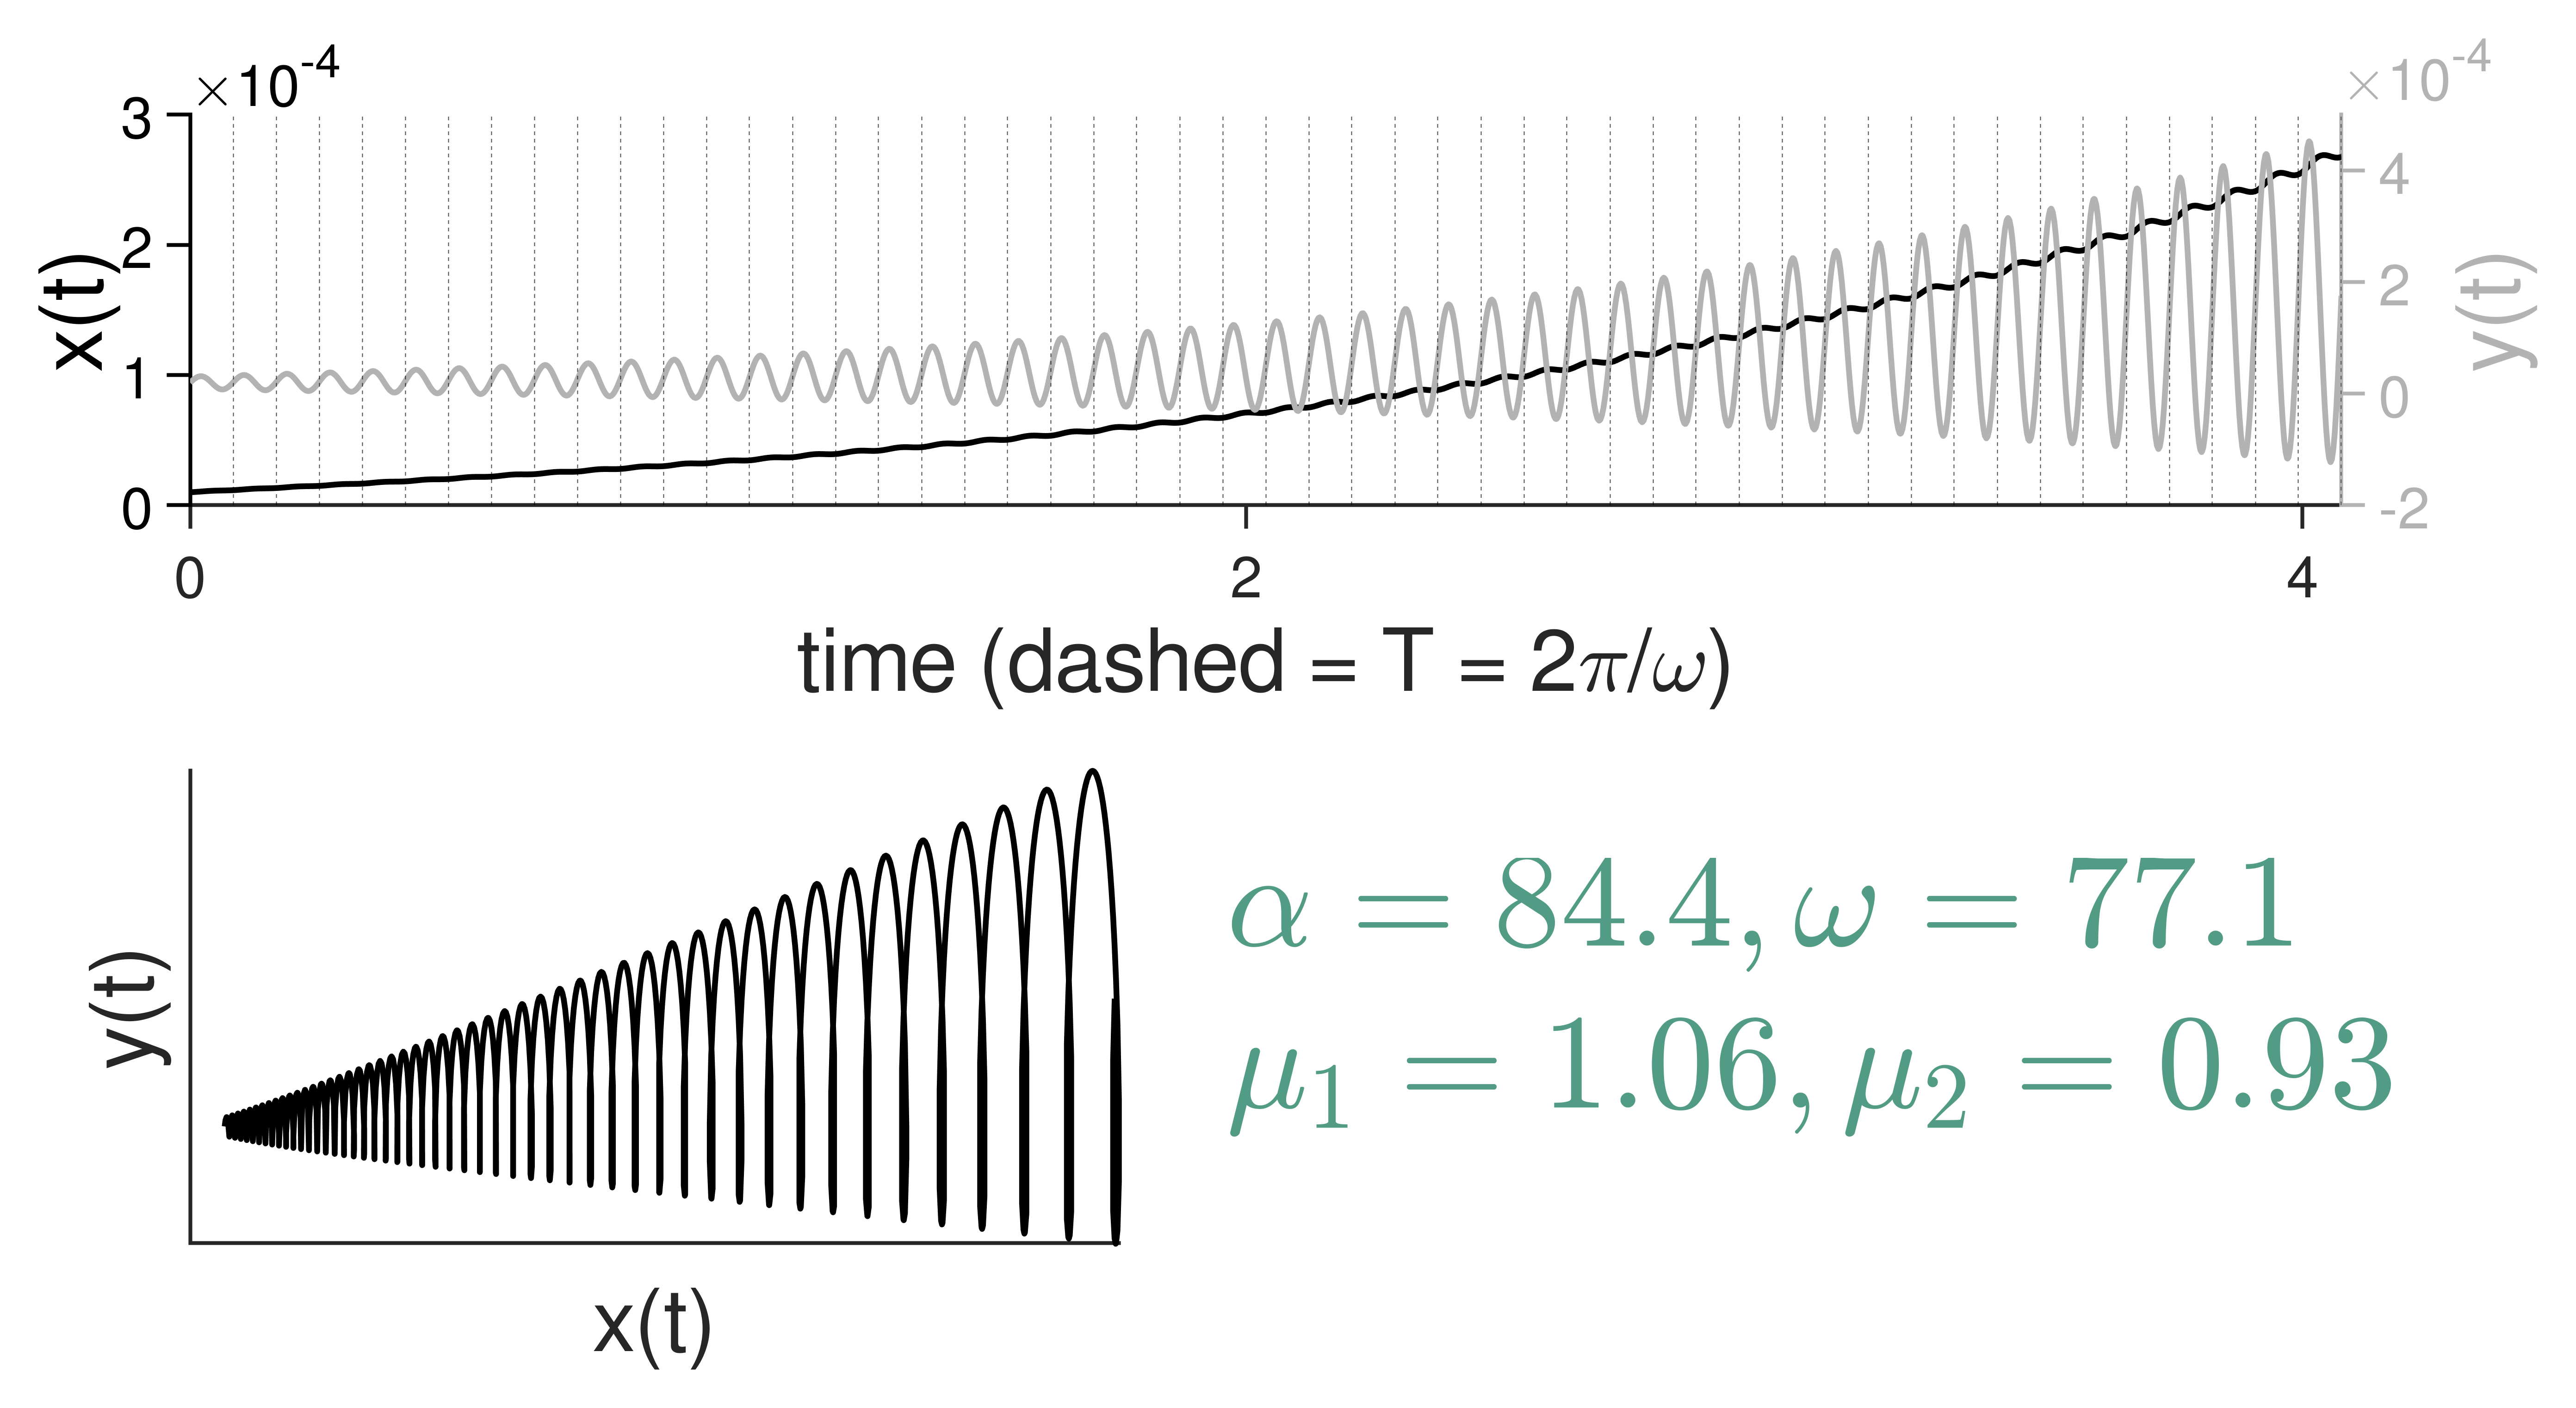 ×10^-4
×10^-4
3
2
1
0
x(t)
4
2
0
-2
y(t)
0
2
4
time (dashed = T = 2π/ω)
y(t)
x(t)
α = 84.4, ω = 77.1
μ₁ = 1.06, μ₂ = 0.93